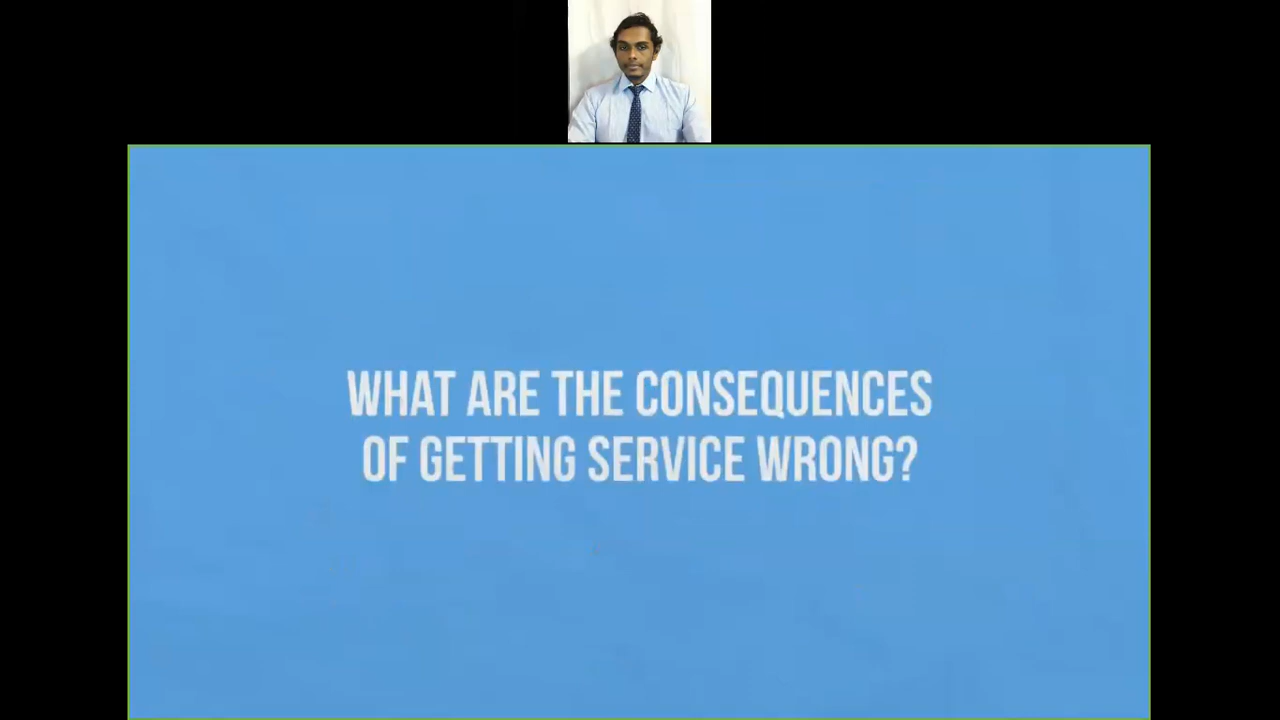 WHAT ARE THE CONSEQUENCES
OF GETTING SERVICE WRONG?